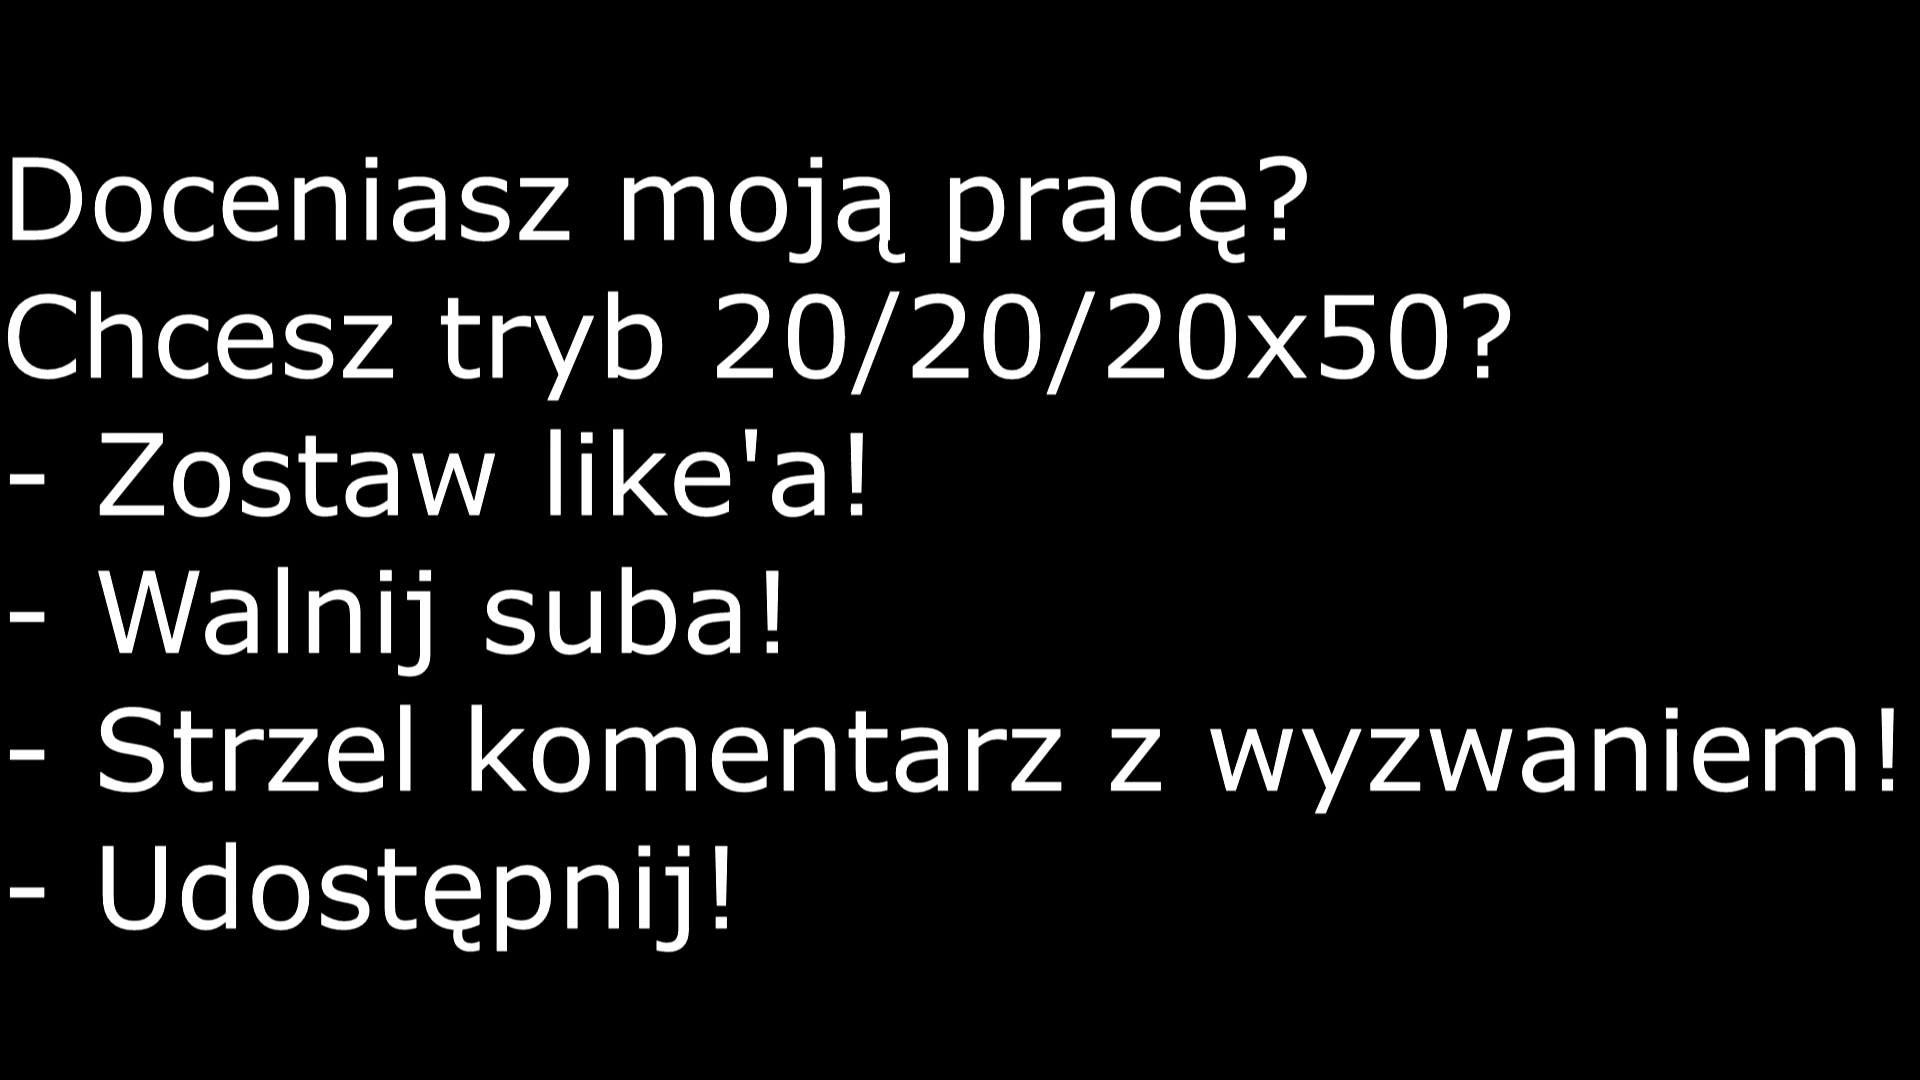 Doceniasz moją pracę?
Chcesz tryb 20/20/20x50?
- Zostaw like'a!
- Walnij suba!
- Strzel komentarz z wyzwaniem!
- Udostępnij!